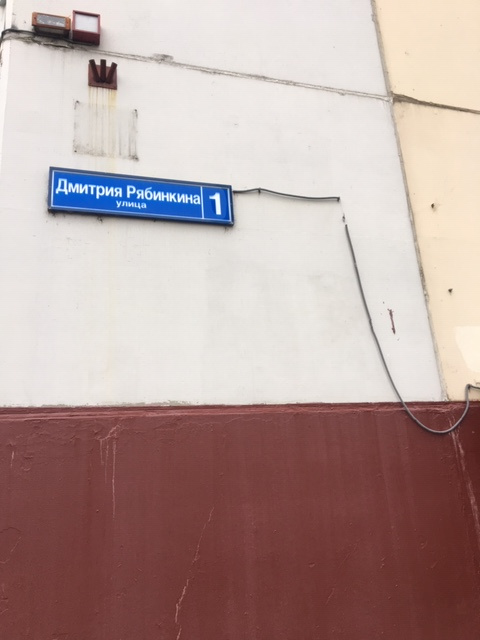 Дмитрия Рябинкина 1
улица